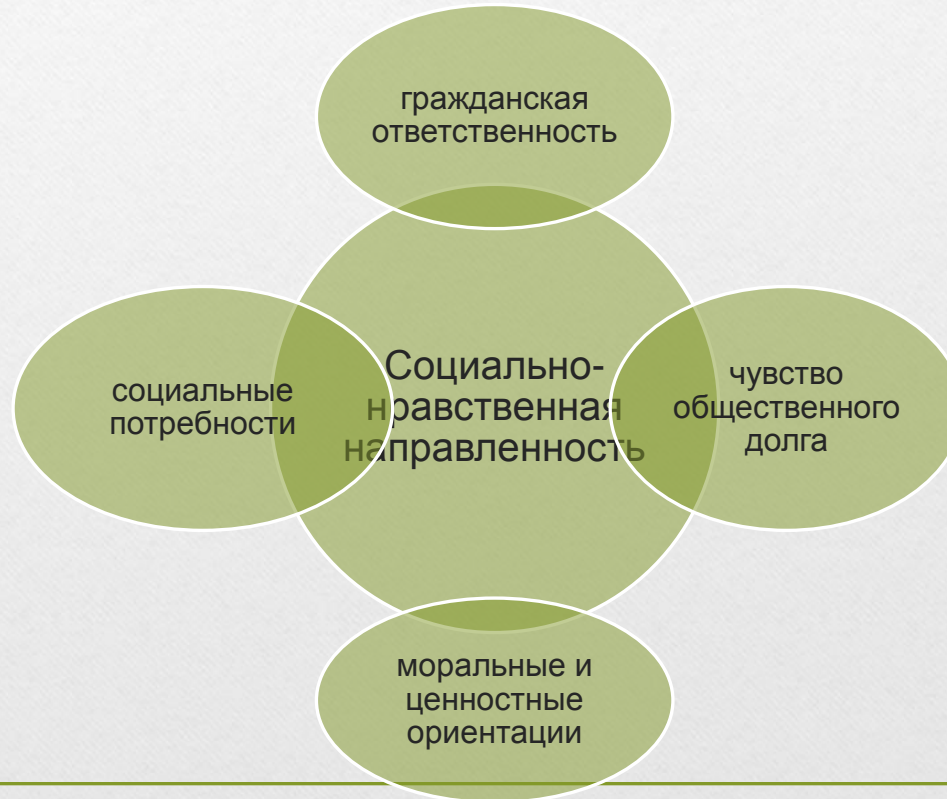 гражданская
ответственность
социальные
потребности
Социально-
нравственная
направленность
чувство
общественного
долга
моральные и
ценностные
ориентации